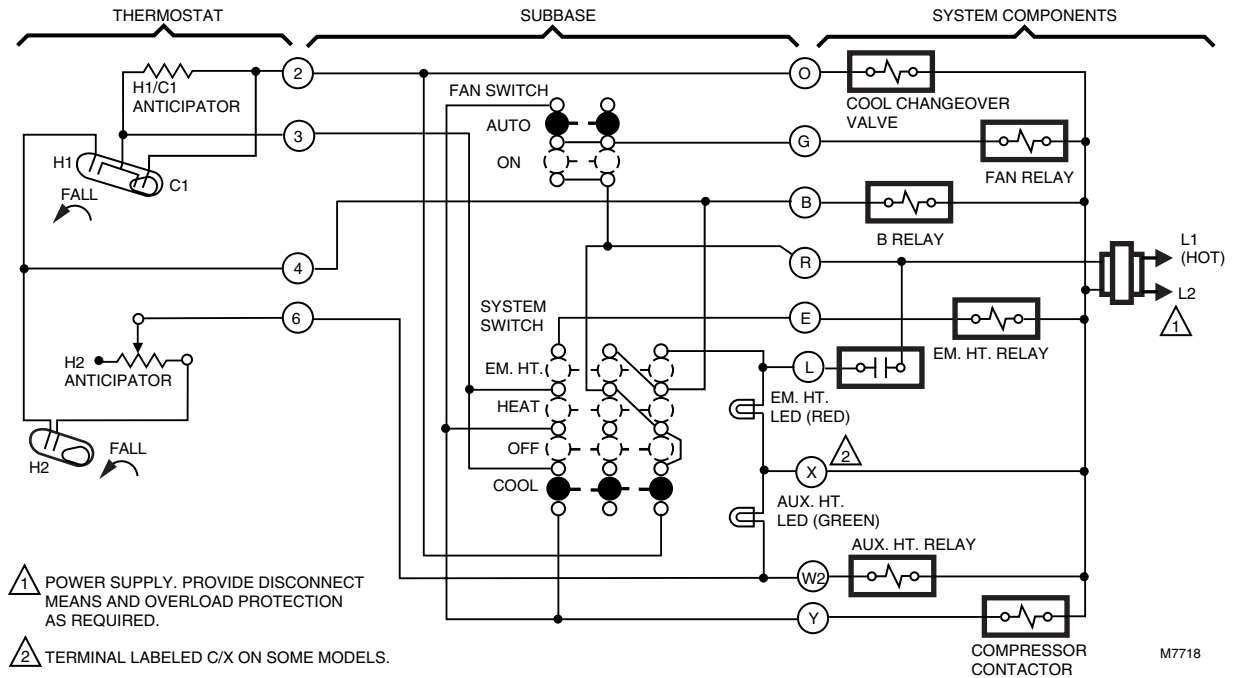 THERMOSTAT
SUBBASE
SYSTEM COMPONENTS
H1/C1
ANTICIPATOR
2
3
H1
C1
FALL
4
6
H2
ANTICIPATOR
H2
FALL
FAN SWITCH
AUTO
ON
SYSTEM
SWITCH
EM. HT.
HEAT
OFF
COOL
O
COOL CHANGEOVER
VALVE
G
FAN RELAY
B
B RELAY
R
L1
(HOT)
L2
1
E
EM. HT. RELAY
L
EM. HT.
LED (RED)
X
2
AUX. HT.
LED (GREEN)
AUX. HT. RELAY
W2
Y
COMPRESSOR
CONTACTOR
1 POWER SUPPLY. PROVIDE DISCONNECT
MEANS AND OVERLOAD PROTECTION
AS REQUIRED.
2 TERMINAL LABELED C/X ON SOME MODELS.
M7718